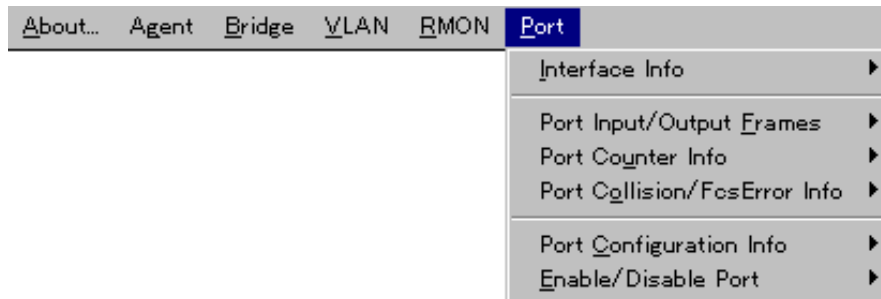 About... Agent Bridge VLAN RMON Port
Interface Info
Port Input/Output Frames
Port Counter Info
Port Collision/FcsError Info
Port Configuration Info
Enable/Disable Port